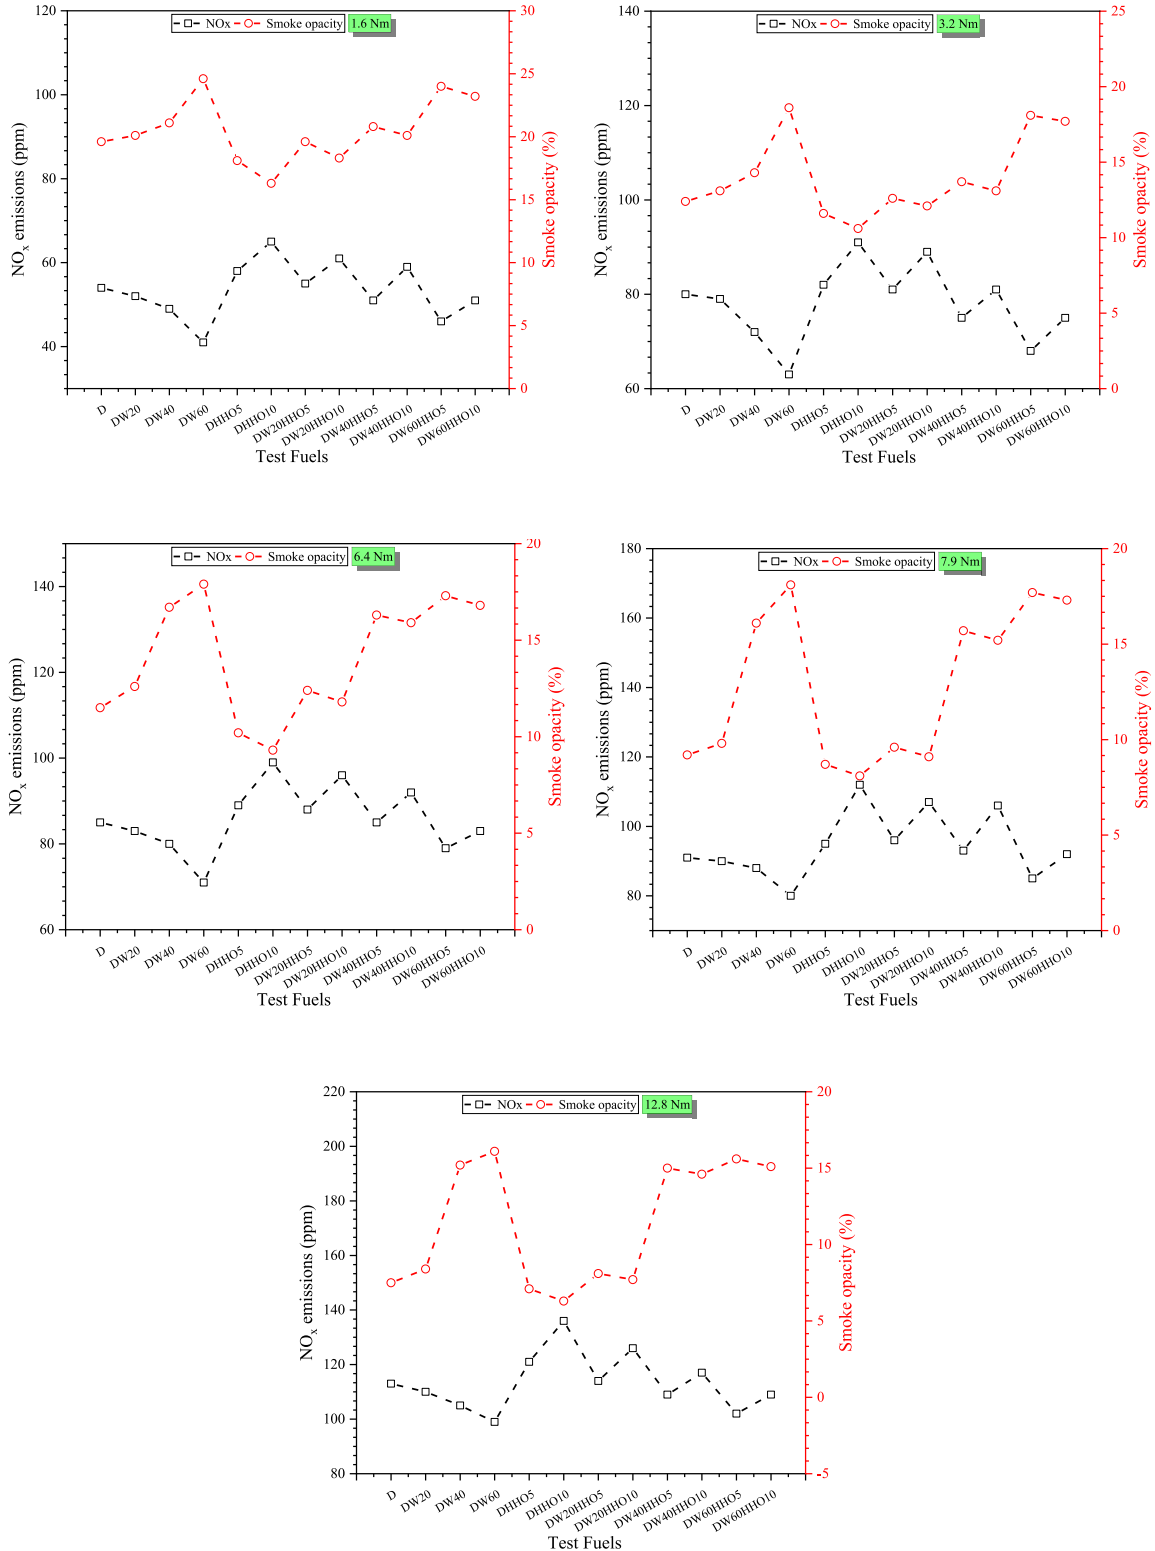 NOx Smoke opacity 1.6 Nm
120
100
80
60
40
NOx emissions (ppm)
30
25
20
15
10
5
0
Smoke opacity (%)
D DW20 DW40 DW60 DHHO5 DHHO10 DW20HHO5 DW20HHO10 DW40HHO5 DW40HHO10 DW60HHO5 DW60HHO10
Test Fuels
NOx Smoke opacity 3.2 Nm
140
120
100
80
60
NOx emissions (ppm)
25
20
15
10
5
0
Smoke opacity (%)
D DW20 DW40 DW60 DHHO5 DHHO10 DW20HHO5 DW20HHO10 DW40HHO5 DW40HHO10 DW60HHO5 DW60HHO10
Test Fuels
NOx Smoke opacity 6.4 Nm
140
120
100
80
60
NOx emissions (ppm)
20
15
10
5
0
Smoke opacity (%)
D DW20 DW40 DW60 DHHO5 DHHO10 DW20HHO5 DW20HHO10 DW40HHO5 DW40HHO10 DW60HHO5 DW60HHO10
Test Fuels
NOx Smoke opacity 7.9 Nm
180
160
140
120
100
80
NOx emissions (ppm)
20
15
10
5
0
Smoke opacity (%)
D DW20 DW40 DW60 DHHO5 DHHO10 DW20HHO5 DW20HHO10 DW40HHO5 DW40HHO10 DW60HHO5 DW60HHO10
Test Fuels
NOx Smoke opacity 12.8 Nm
220
200
180
160
140
120
100
80
NOx emissions (ppm)
20
15
10
5
0
-5
Smoke opacity (%)
D DW20 DW40 DW60 DHHO5 DHHO10 DW20HHO5 DW20HHO10 DW40HHO5 DW40HHO10 DW60HHO5 DW60HHO10
Test Fuels